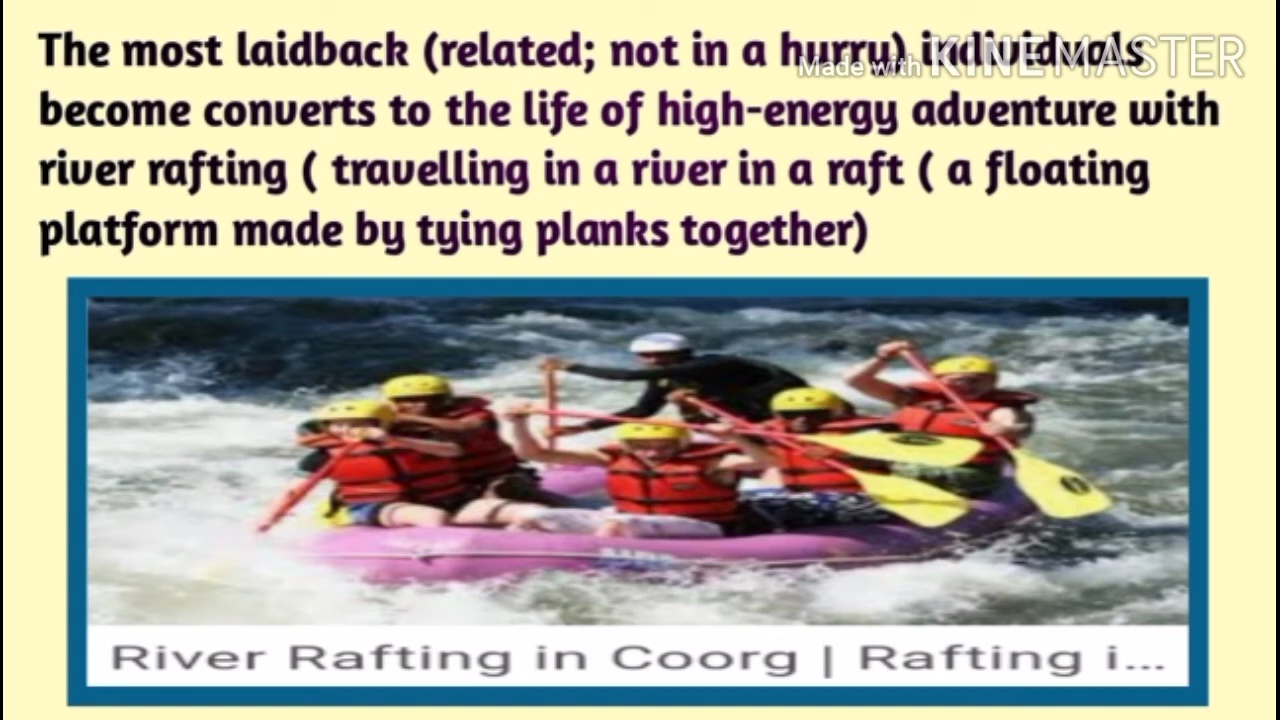 The most laidback (related; not in a hurry) individuals
Made with KINEMASTER
become converts to the life of high-energy adventure with
river rafting ( travelling in a river in a raft ( a floating
platform made by tying planks together)
River Rafting in Coorg | Rafting i...